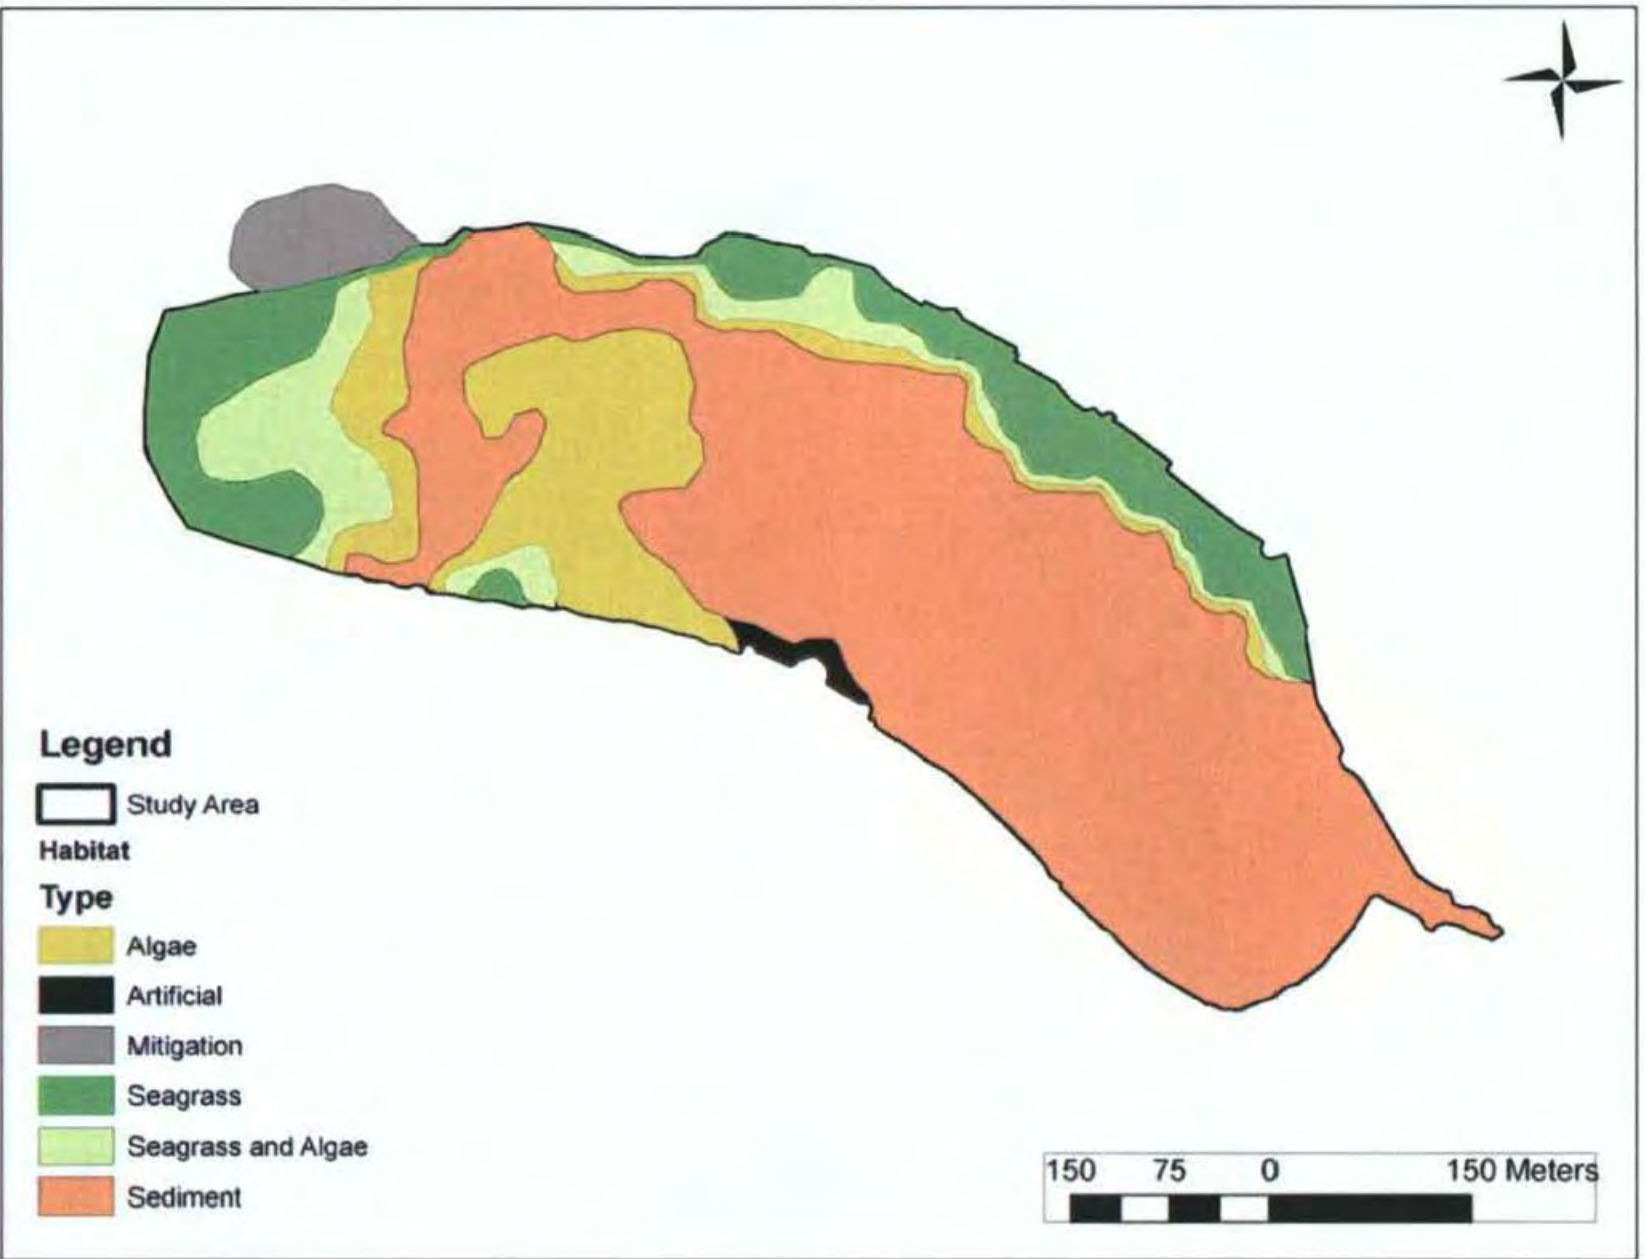 Legend
Study Area
Habitat
Type
Algae
Artificial
Mitigation
Seagrass
Seagrass and Algae
Sediment
150 75 0 150 Meters